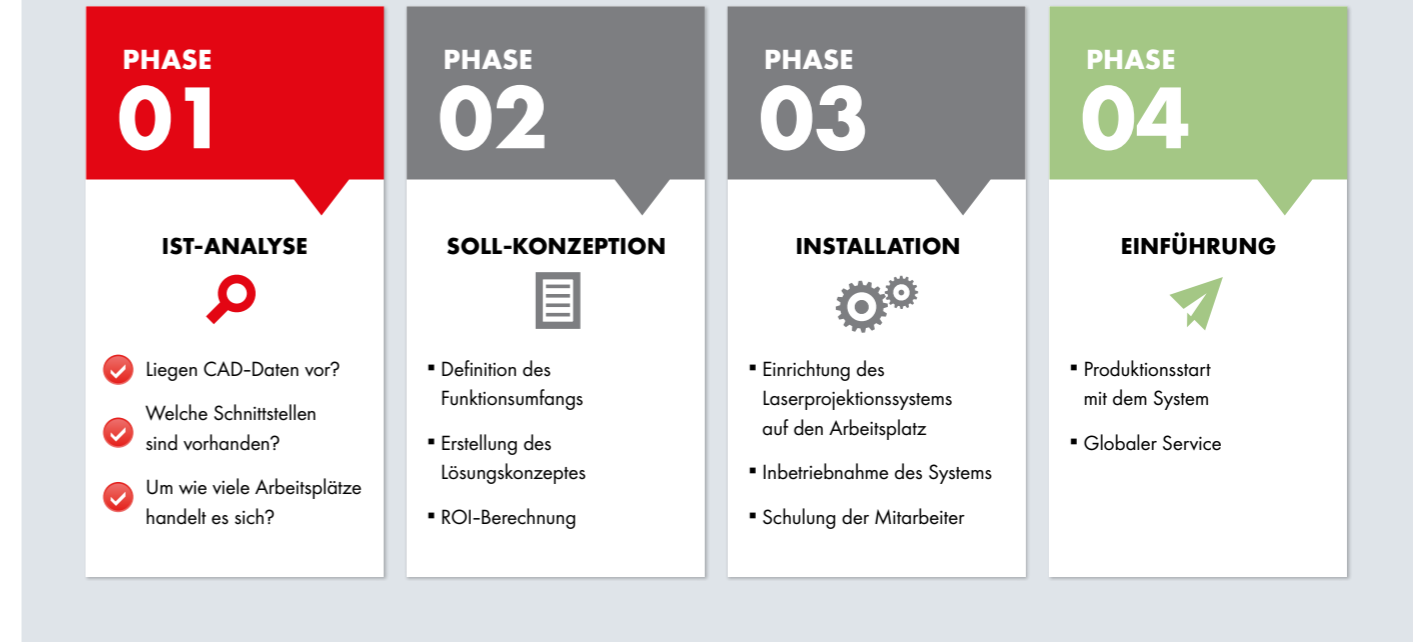 PHASE
01
IST-ANALYSE
Liegen CAD-Daten vor?
Welche Schnittstellen
sind vorhanden?
Um wie viele Arbeitsplätze
handelt es sich?
PHASE
02
SOLL-KONZEPTION
▪ Definition des
Funktionsumfangs
▪ Erstellung des
Lösungskonzeptes
▪ ROI-Berechnung
PHASE
03
INSTALLATION
▪ Einrichtung des
Laserprojektionssystems
auf den Arbeitsplatz
▪ Inbetriebnahme des Systems
▪ Schulung der Mitarbeiter
PHASE
04
EINFÜHRUNG
▪ Produktionsstart
mit dem System
▪ Globaler Service